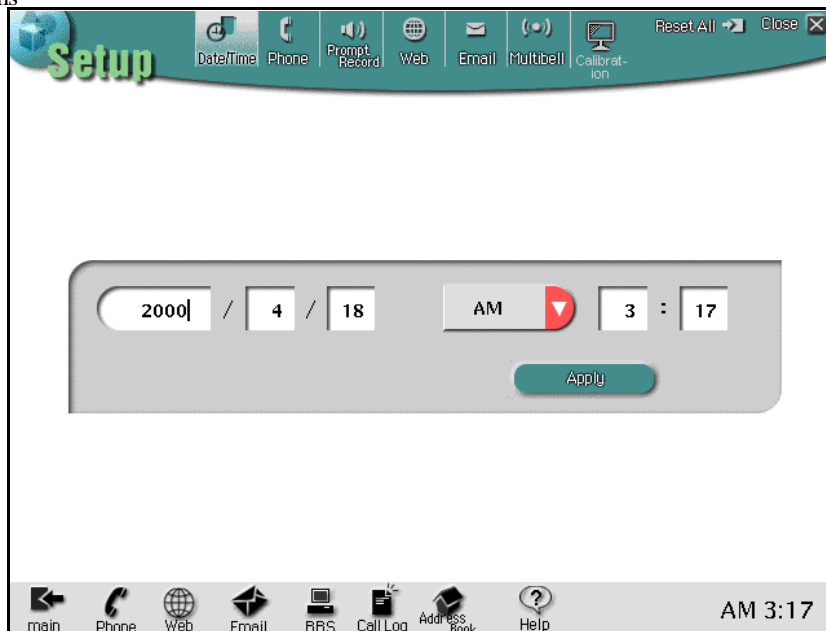 ns
Setup
Date/Time Phone Prompt Record Web Email Multibell Calibrat-ion Reset All Close
2000 / 4 / 18 AM 3 : 17
Apply
main Phone Web Email BBS Call Log Address Book Help AM 3:17